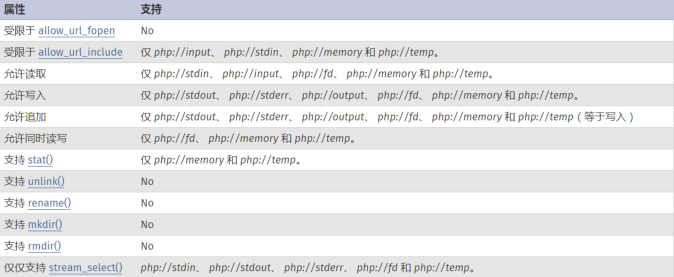 属性 支持
受限于 allow_url_fopen No
受限于 allow_url_include 仅 php://input、 php://stdin、 php://memory 和 php://temp。
允许读取 仅 php://stdin、 php://input、 php://fd、 php://memory 和 php://temp。
允许写入 仅 php://stdout、 php://stderr、 php://output、 php://fd、 php://memory 和 php://temp。
允许追加 仅 php://stdout、 php://stderr、 php://output、 php://fd、 php://memory 和 php://temp（等于写入）
允许同时读写 仅 php://fd、 php://memory 和 php://temp。
支持 stat() 仅 php://memory 和 php://temp。
支持 unlink() No
支持 rename() No
支持 mkdir() No
支持 rmdir() No
仅仅支持 stream_select() php://stdin、 php://stdout、 php://stderr、 php://fd 和 php://temp。